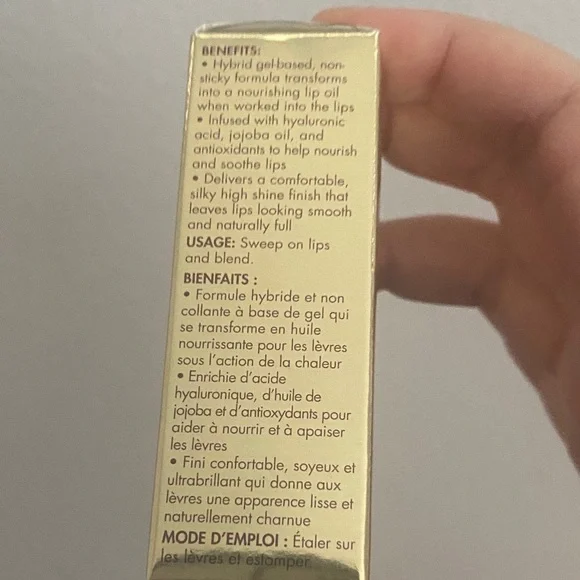 BENEFITS:
• Hybrid gel-based, non-
sticky formula transforms
into a nourishing lip oil
when worked into the lips
• Infused with hyaluronic
acid, jojoba oil, and
antioxidants to help nourish
and soothe lips
• Delivers a comfortable,
silky high shine finish that
leaves lips looking smooth
and naturally full
USAGE: Sweep on lips
and blend.
BIENFAITS :
• Formule hybride et non
collante à base de gel qui
se transforme en huile
nourrissante pour les lèvres
sous l'action de la chaleur
• Enrichie d'acide
hyaluronique, d'huile de
jojoba et d'antioxydants pour
aider à nourrir et à apaiser
les lèvres
• Fini confortable, soyeux et
ultrabrillant qui donne aux
lèvres une apparence lisse et
naturellement charnue
MODE D'EMPLOI : Étaler sur
les lèvres et estomper.